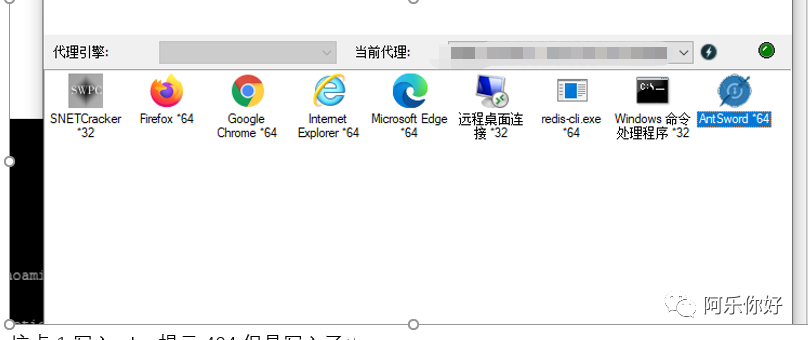 代理引擎:
当前代理:
SWPC
C:\_
SNETCracker
*32
Firefox *64
Google
Chrome *64
Internet
Explorer *64
Microsoft Edge
*64
远程桌面连
接 *32
redis-cli.exe
*64
Windows 命令
处理程序 *32
AntSword *64
阿乐你好